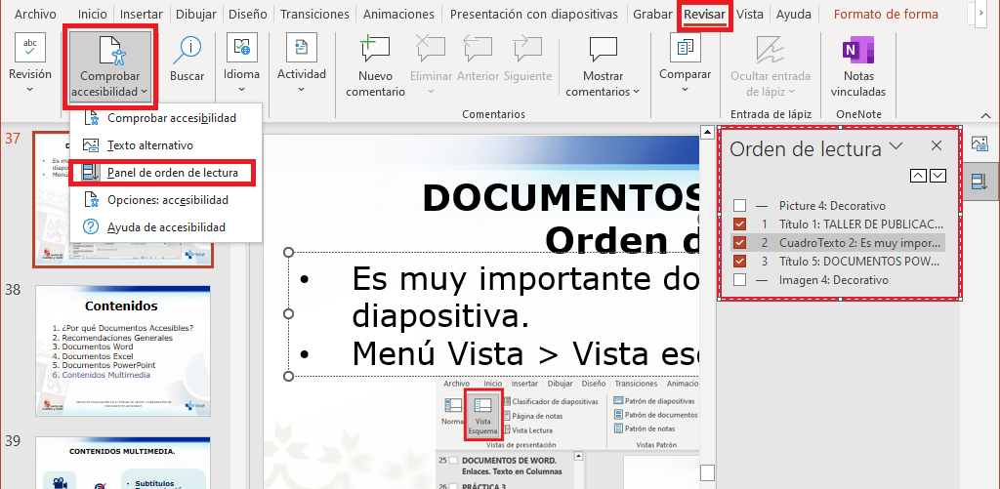 Archivo Inicio Insertar Dibujar Diseño Transiciones Animaciones Presentación con diapositivas Grabar Revisar Vista Ayuda Formato de forma
abc
Revisión
Comprobar
accesibilidad
Buscar
Idioma
Actividad
Nuevo
comentario
Eliminar
Anterior
Siguiente
Mostrar
comentarios
Comentarios
Comparar
Ocultar entrada
de lápiz
Entrada de lápiz
N
Notas
vinculadas
OneNote
Comprobar accesibilidad
Texto alternativo
Panel de orden de lectura
Opciones: accesibilidad
Ayuda de accesibilidad
37
38
Contenidos
1. ¿Por qué Documentos Accesibles?
2. Recomendaciones Generales
3. Documentos Word
4. Documentos Excel
5. Documentos PowerPoint
6. Contenidos Multimedia
39
CONTENIDOS MULTIMEDIA.
• Subtítulos
DOCUMENTOS
Orden d
• Es muy importante do
diapositiva.
• Menú Vista > Vista es
Archivo Inicio Insertar Dibujar Diseño Transiciones Animacio
Norma
Vista
Esquema
Clasificador de diapositivas
Página de notas
Vista Lectura
Vistas de presentación
Patrón de diapositivas
Patrón de documentos
Patrón de notas
Vistas Patrón
25 DOCUMENTOS DE WORD.
Enlaces. Texto en Columnas
26 PRÁCTICA 3
Orden de lectura
— Picture 4: Decorativo
1 Título 1: TALLER DE PUBLICAC...
2 CuadroTexto 2: Es muy impor...
3 Título 5: DOCUMENTOS POW...
— Imagen 4: Decorativo